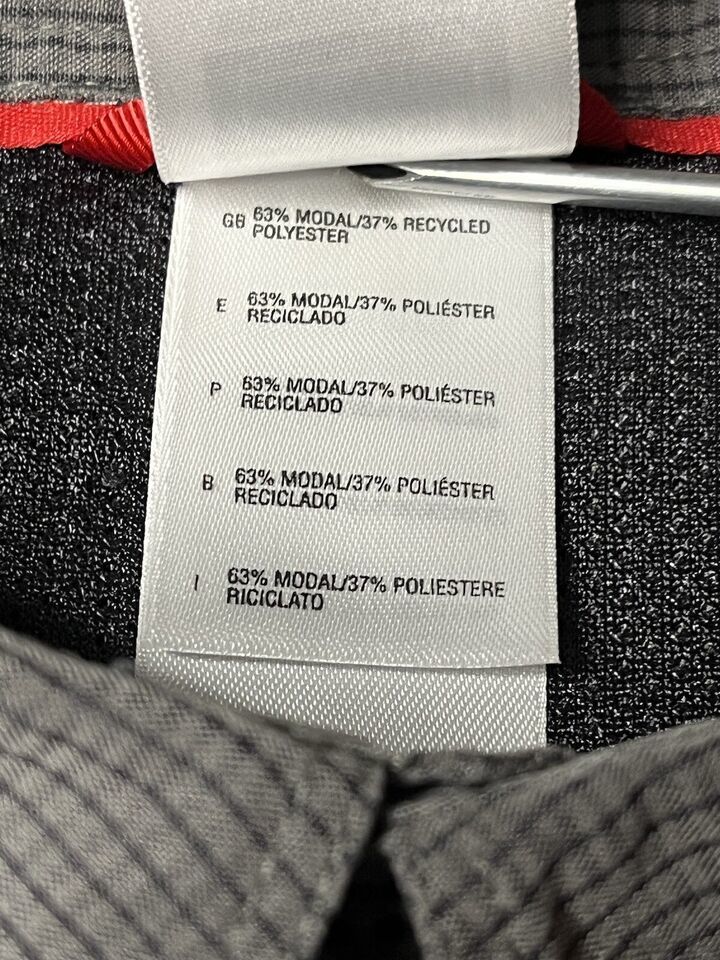 GB 63% MODAL/37% RECYCLED
POLYESTER
E 63% MODAL/37% POLIÉSTER
RECICLADO
P 63% MODAL/37% POLIÉSTER
RECICLADO
B 63% MODAL/37% POLIÉSTER
RECICLADO
I 63% MODAL/37% POLIESTERE
RICICLATO